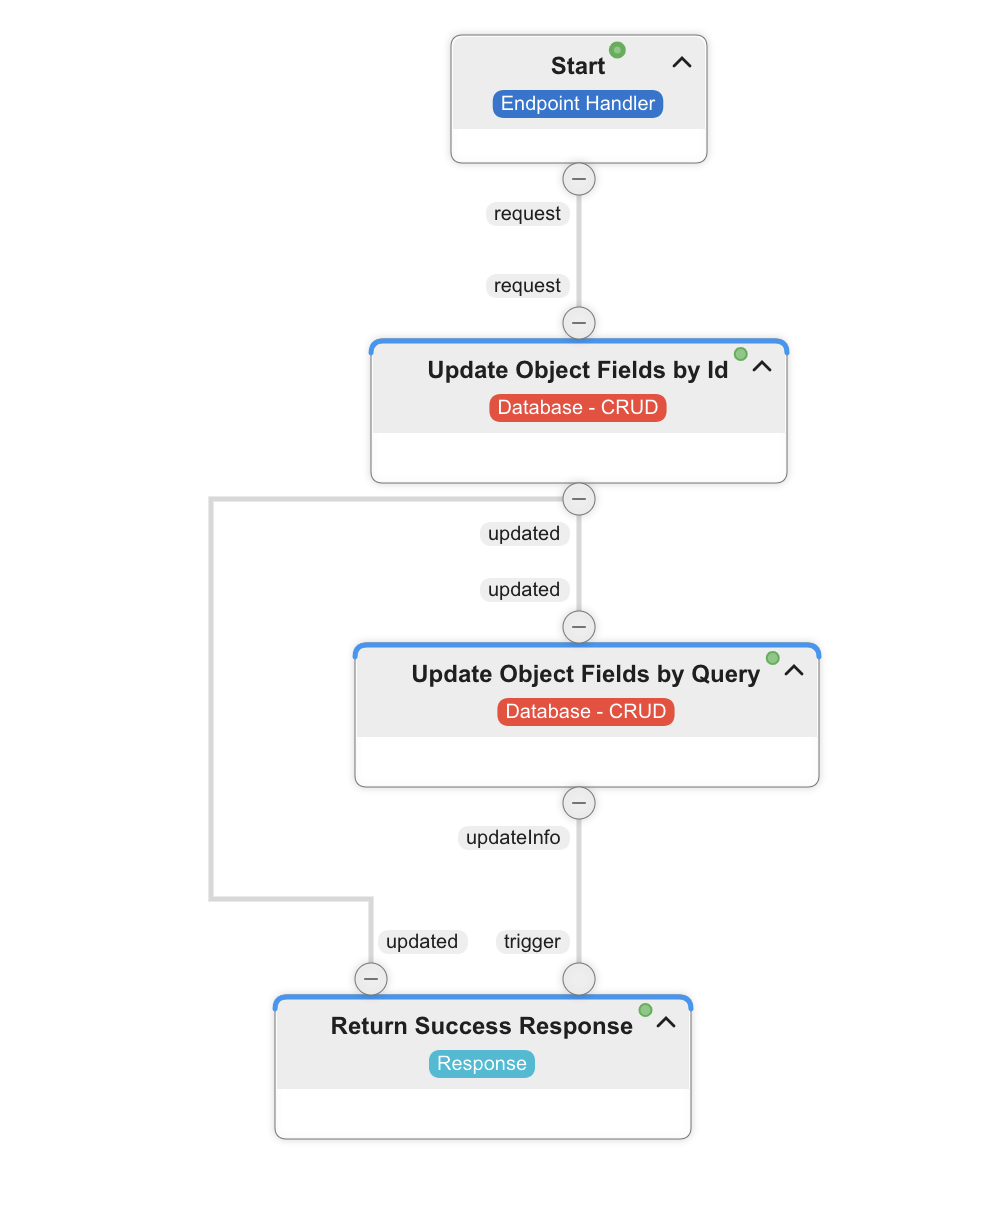 Start
Endpoint Handler
request
request
Update Object Fields by Id
Database - CRUD
updated
updated
Update Object Fields by Query
Database - CRUD
updateInfo
updated
trigger
Return Success Response
Response